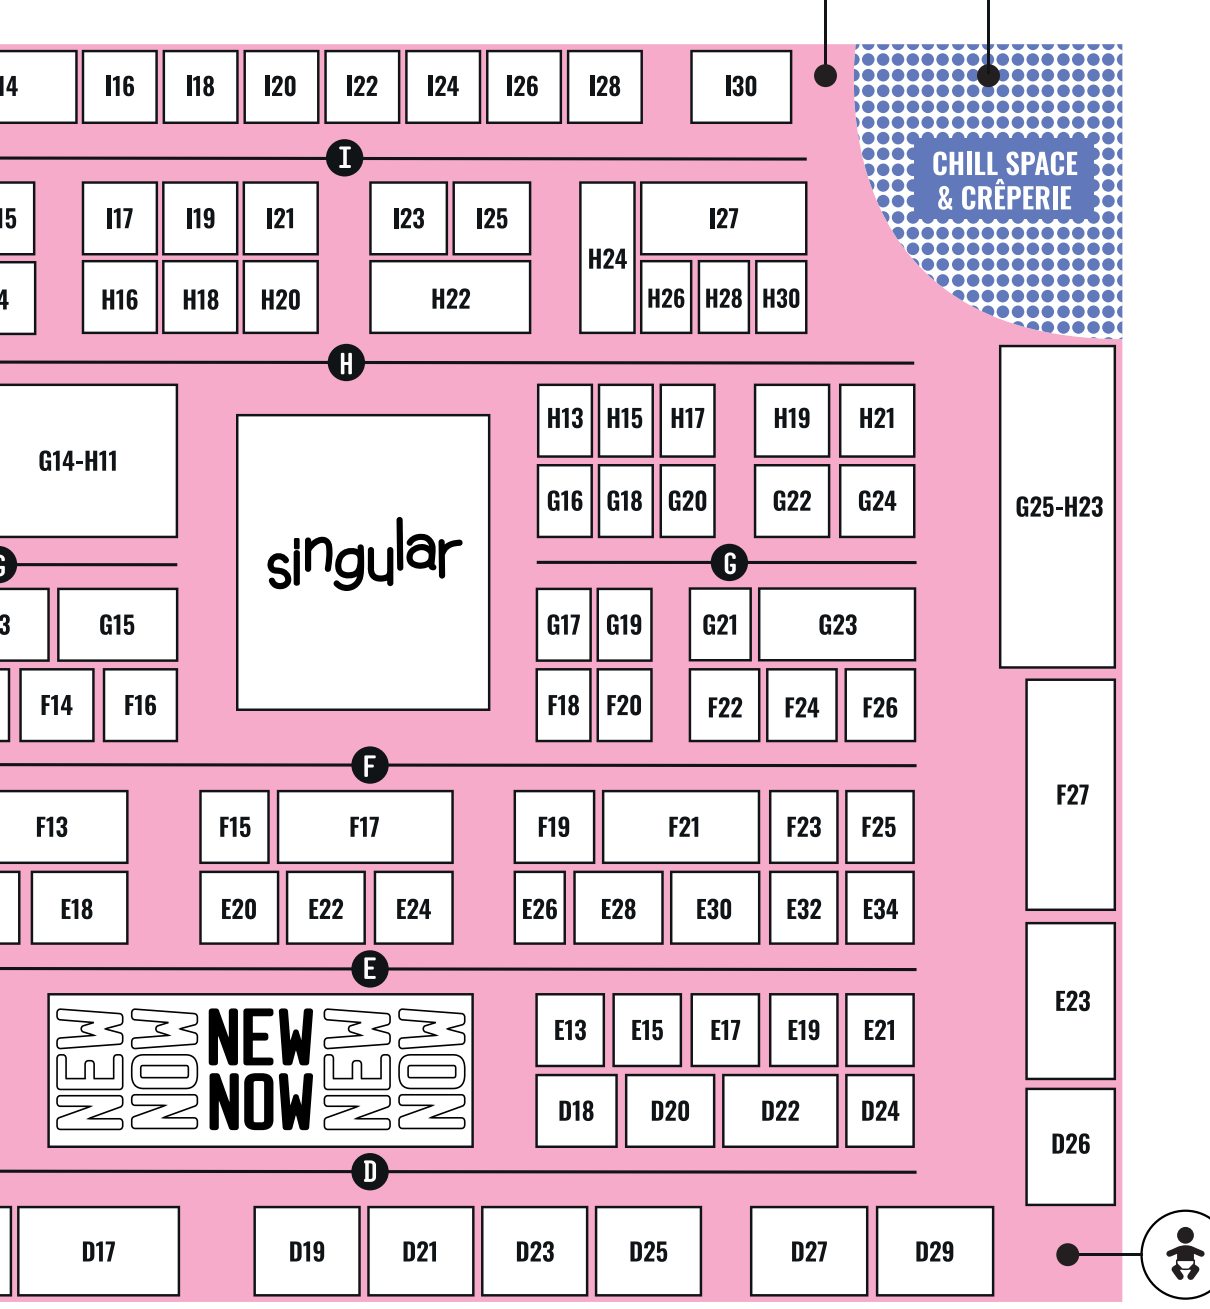 I16 I18 I20 I22 I24 I26 I28 I30
I
CHILL SPACE
& CRÊPERIE
I17 I19 I21 I23 I25 H24 I27
H16 H18 H20 H22 H26 H28 H30
H
G14-H11
H13 H15 H17 H19 H21
singular
G16 G18 G20 G22 G24
G25-H23
G
G15 G17 G19 G21 G23
F14 F16 F18 F20 F22 F24 F26
F
F27
F13 F15 F17 F19 F21 F23 F25
E18 E20 E22 E24 E26 E28 E30 E32 E34
E
NEW NOW NEW NEW NOW
NOW
E13 E15 E17 E19 E21
E23
D18 D20 D22 D24
D26
D
D17 D19 D21 D23 D25 D27 D29